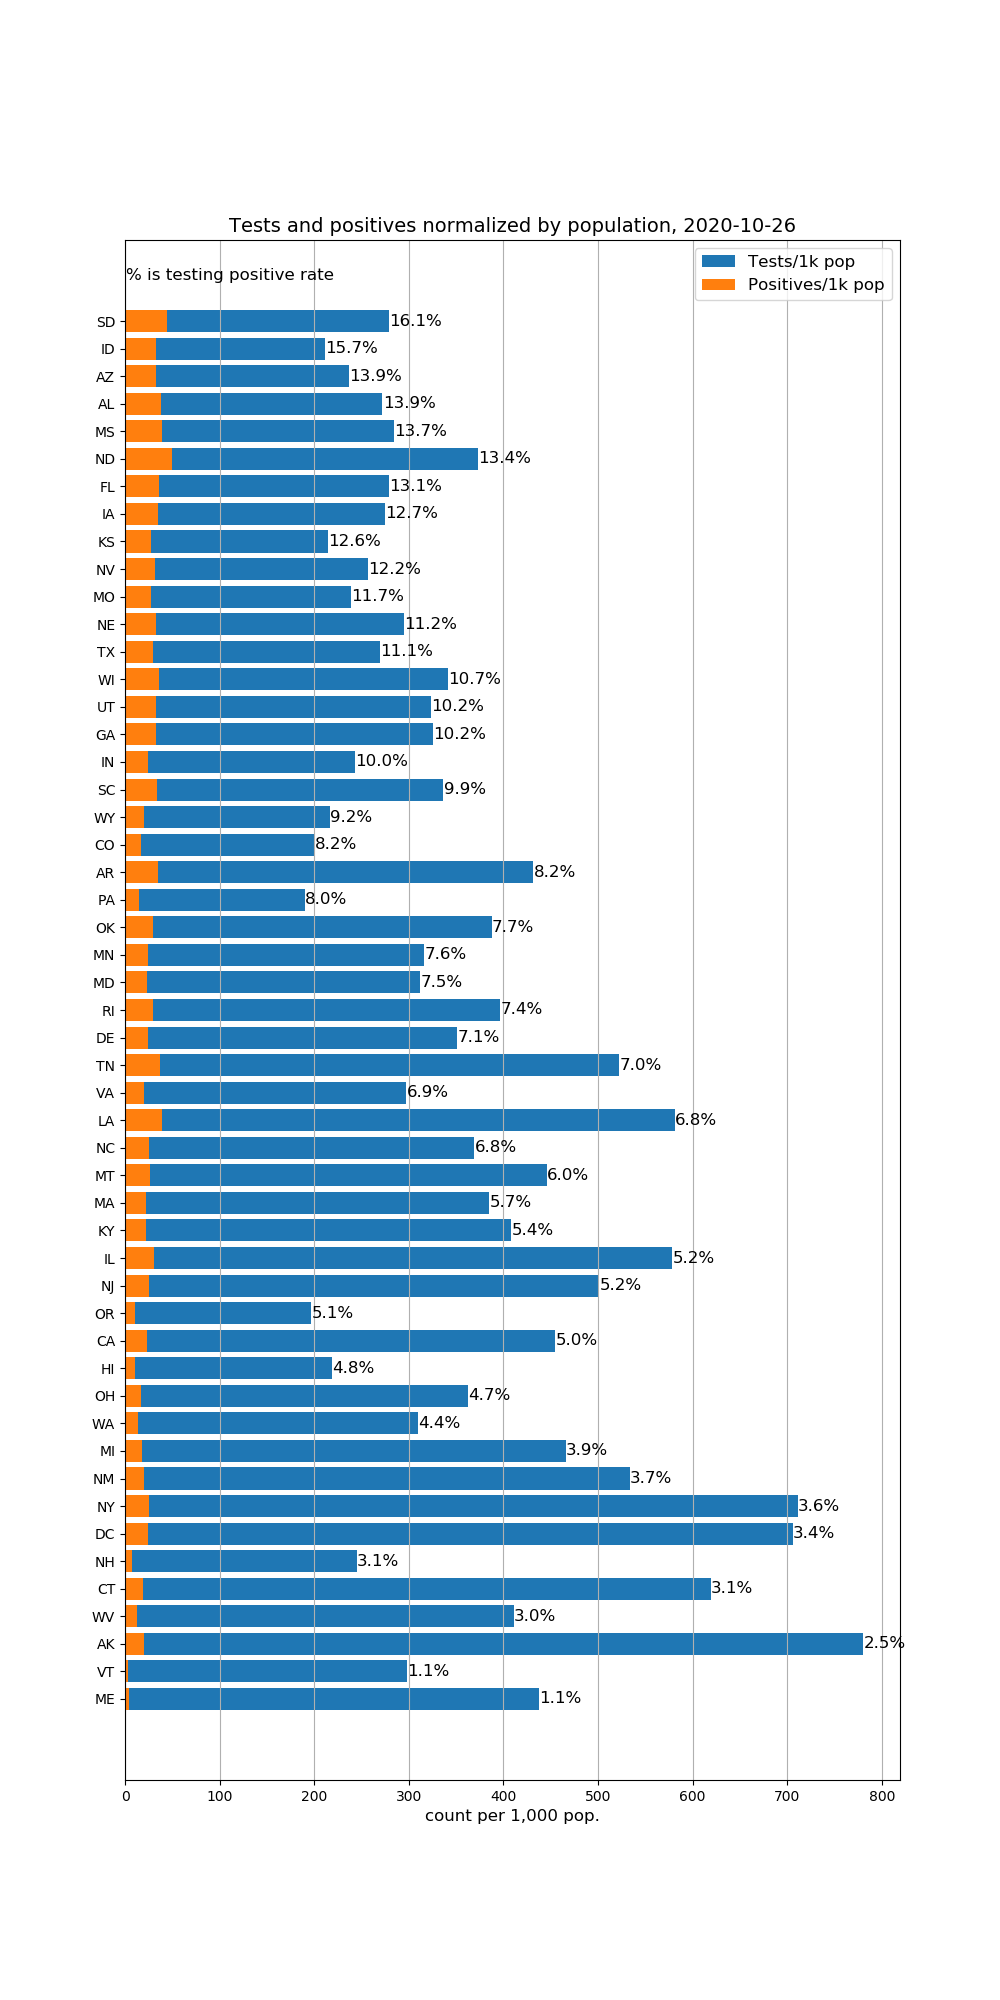 Tests and positives normalized by population, 2020-10-26
% is testing positive rate
Tests/1k pop
Positives/1k pop
SD 16.1%
ID 15.7%
AZ 13.9%
AL 13.9%
MS 13.7%
ND 13.4%
FL 13.1%
IA 12.7%
KS 12.6%
NV 12.2%
MO 11.7%
NE 11.2%
TX 11.1%
WI 10.7%
UT 10.2%
GA 10.2%
IN 10.0%
SC 9.9%
WY 9.2%
CO 8.2%
AR 8.2%
PA 8.0%
OK 7.7%
MN 7.6%
MD 7.5%
RI 7.4%
DE 7.1%
TN 7.0%
VA 6.9%
LA 6.8%
NC 6.8%
MT 6.0%
MA 5.7%
KY 5.4%
IL 5.2%
NJ 5.2%
OR 5.1%
CA 5.0%
HI 4.8%
OH 4.7%
WA 4.4%
MI 3.9%
NM 3.7%
NY 3.6%
DC 3.4%
NH 3.1%
CT 3.1%
WV 3.0%
AK 2.5%
VT 1.1%
ME 1.1%
0 100 200 300 400 500 600 700 800
count per 1,000 pop.